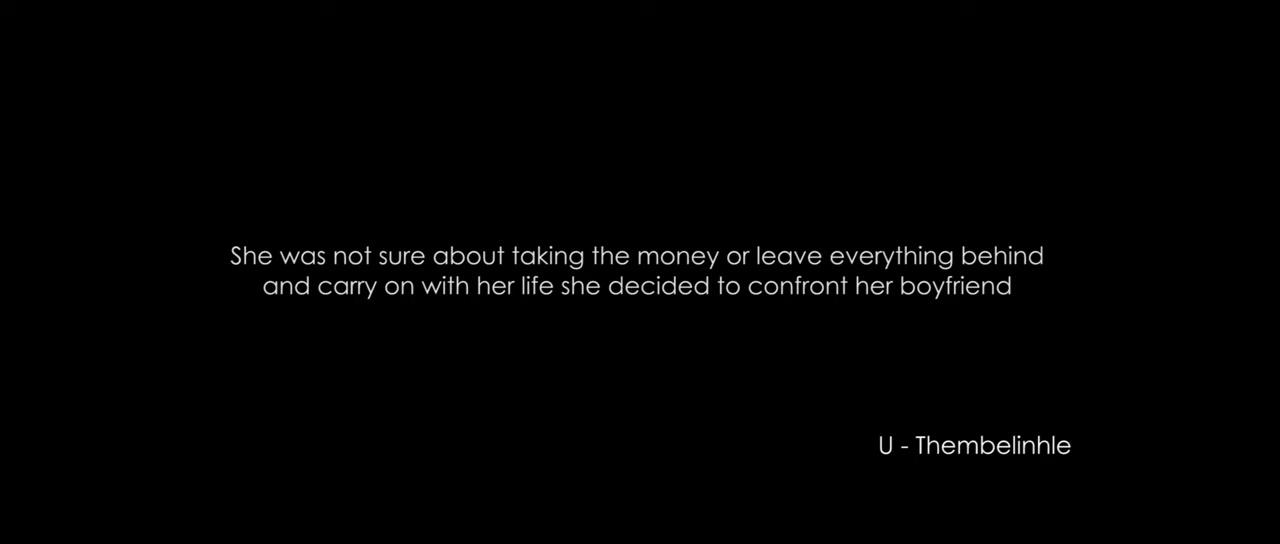 She was not sure about taking the money or leave everything behind
and carry on with her life she decided to confront her boyfriend
U - Thembelinhle